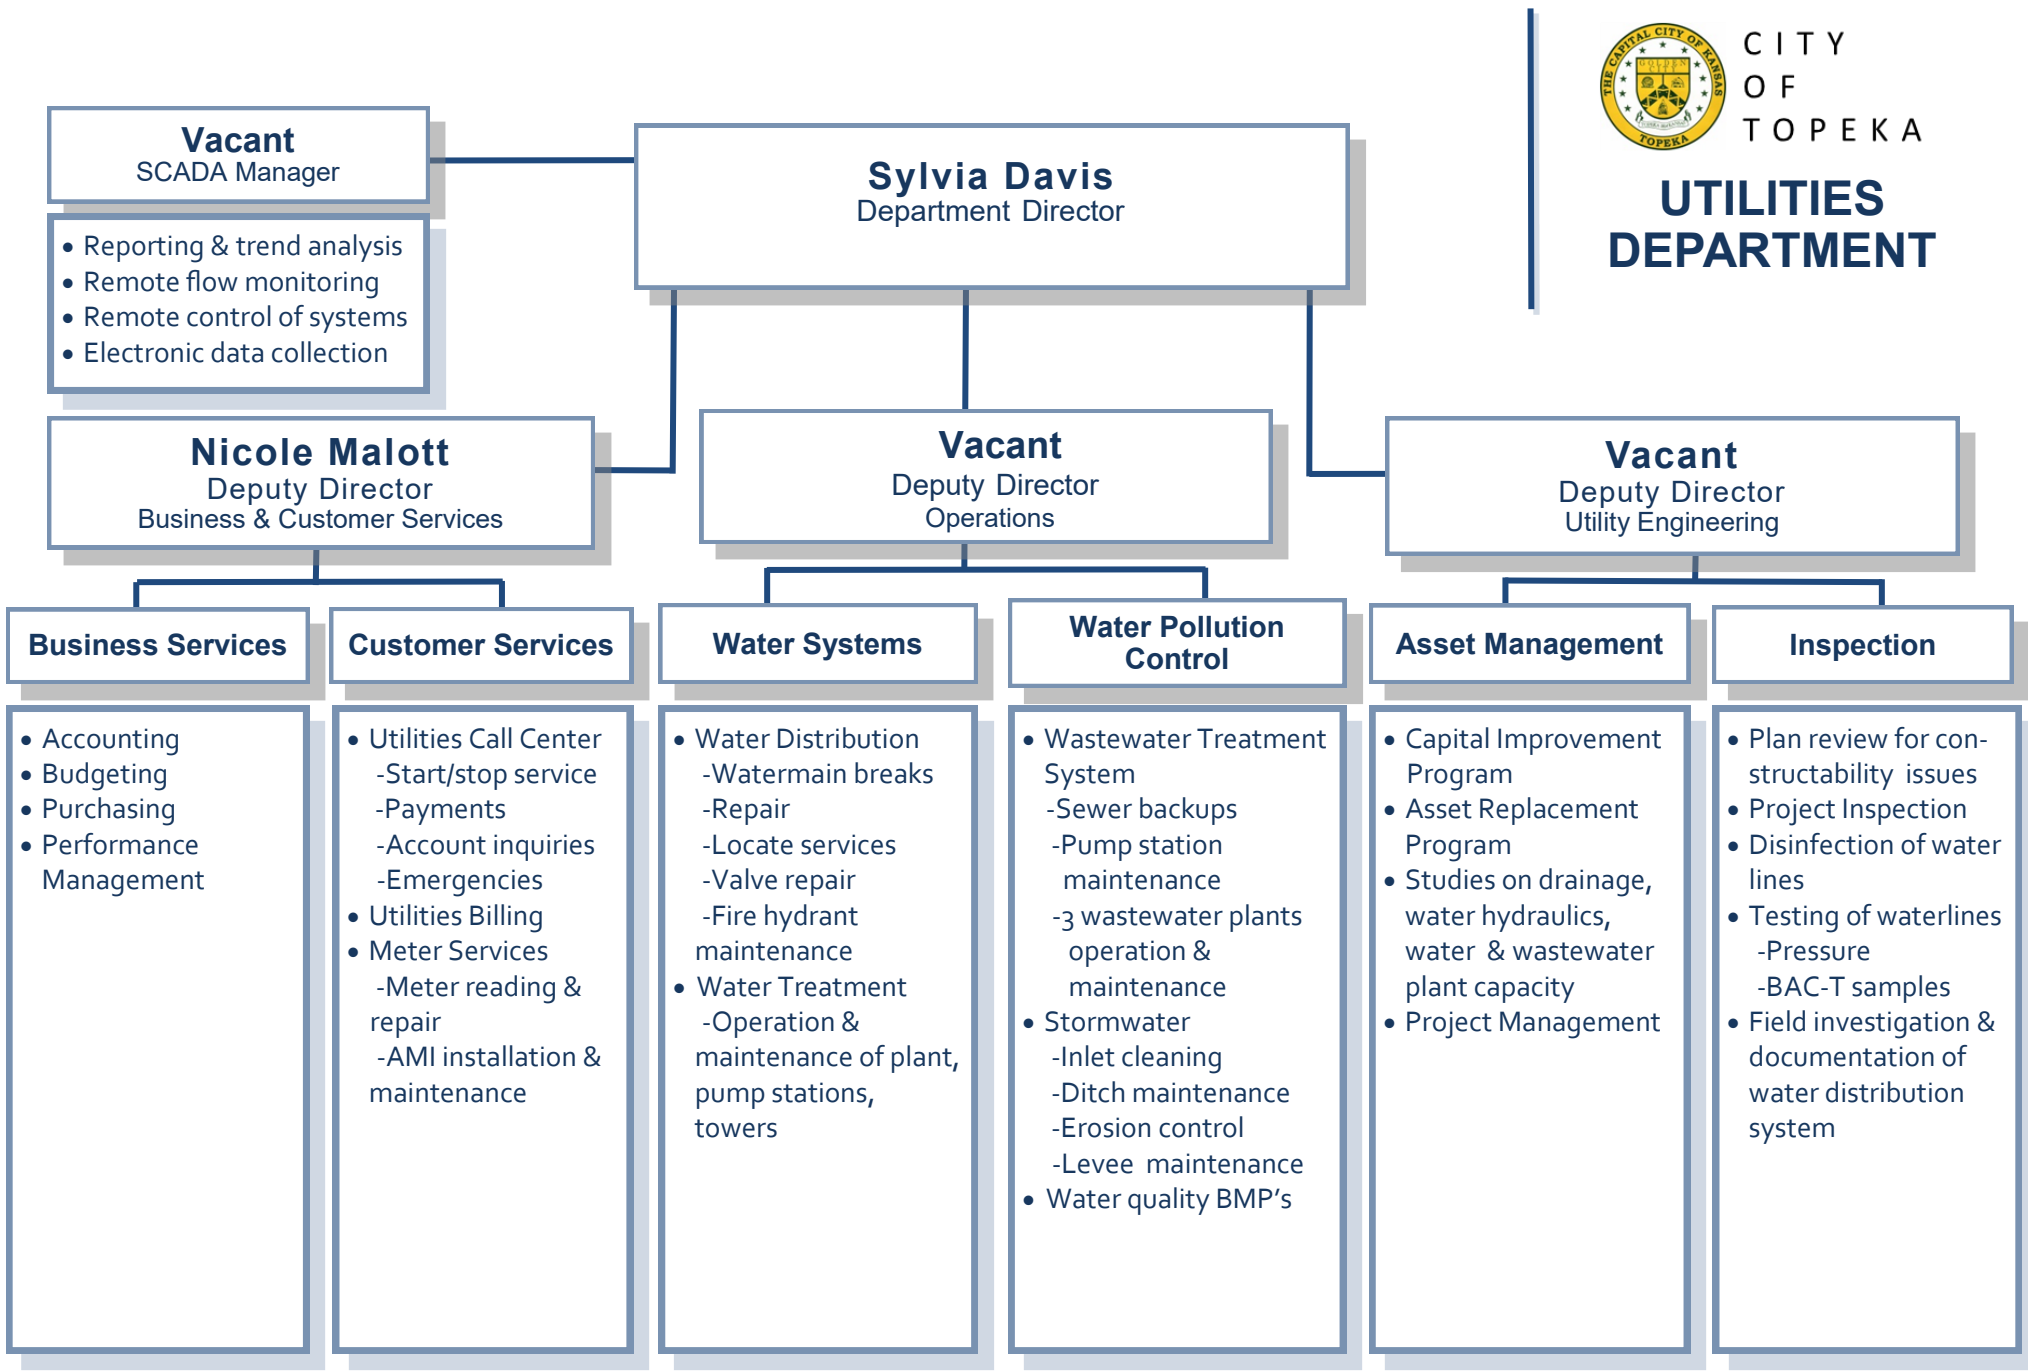 CITY
OF
TOPEKA
THE CAPITAL CITY OF KANSAS
GOLDEN
CITY
TOPEKA
UTILITIES
DEPARTMENT
Vacant
SCADA Manager
• Reporting & trend analysis
• Remote flow monitoring
• Remote control of systems
• Electronic data collection
Sylvia Davis
Department Director
Nicole Malott
Deputy Director
Business & Customer Services
Vacant
Deputy Director
Operations
Vacant
Deputy Director
Utility Engineering
Business Services
• Accounting
• Budgeting
• Purchasing
• Performance
Management
Customer Services
• Utilities Call Center
-Start/stop service
-Payments
-Account inquiries
-Emergencies
• Utilities Billing
• Meter Services
-Meter reading &
repair
-AMI installation &
maintenance
Water Systems
• Water Distribution
-Watermain breaks
-Repair
-Locate services
-Valve repair
-Fire hydrant
maintenance
• Water Treatment
-Operation &
maintenance of plant,
pump stations,
towers
Water Pollution
Control
• Wastewater Treatment
System
-Sewer backups
-Pump station
maintenance
-3 wastewater plants
operation &
maintenance
• Stormwater
-Inlet cleaning
-Ditch maintenance
-Erosion control
-Levee maintenance
• Water quality BMP's
Asset Management
• Capital Improvement
Program
• Asset Replacement
Program
• Studies on drainage,
water hydraulics,
water & wastewater
plant capacity
• Project Management
Inspection
• Plan review for con-
structability issues
• Project Inspection
• Disinfection of water
lines
• Testing of waterlines
-Pressure
-BAC-T samples
• Field investigation &
documentation of
water distribution
system